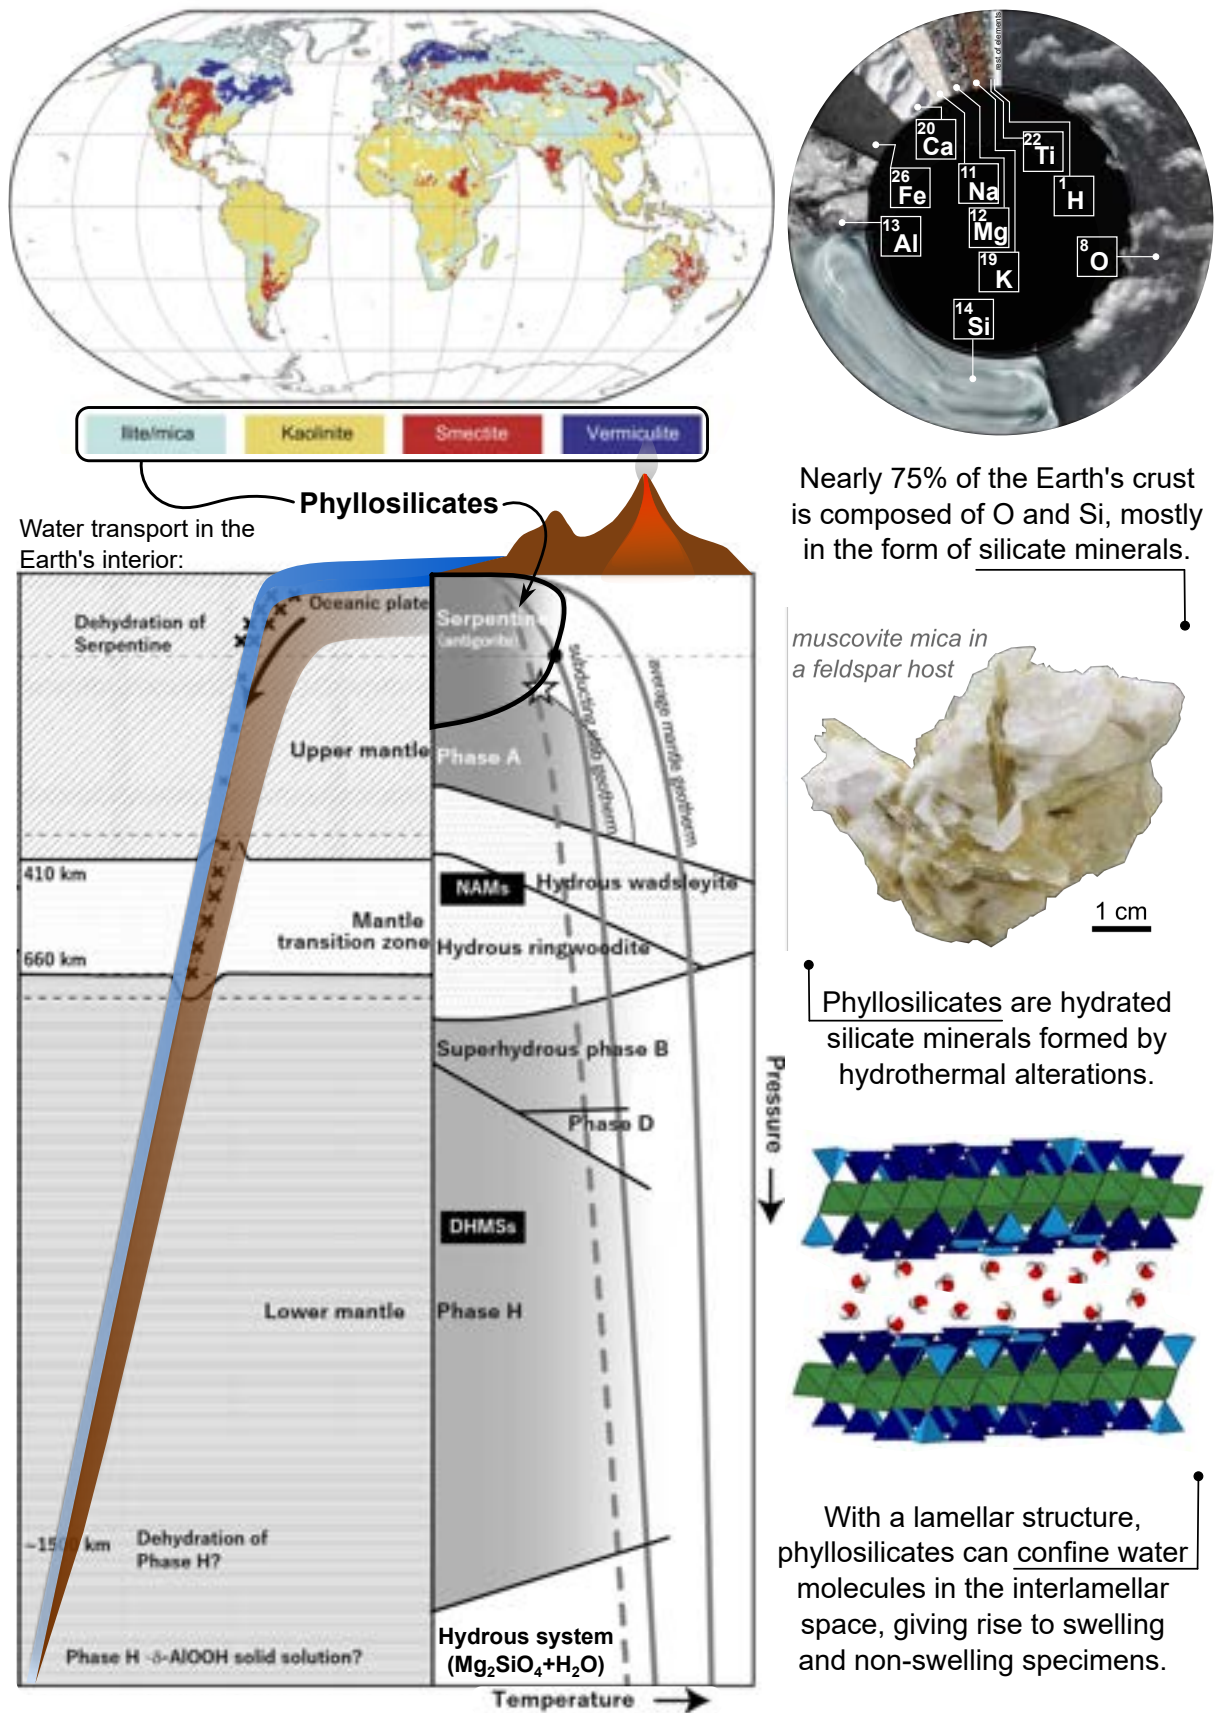 rest of elements
20
Ca
22
Ti
26
Fe
11
Na
1
H
12
Mg
13
Al
8
O
19
K
14
Si
Ilite/mica
Kaolinite
Smectite
Vermiculite
Phyllosilicates
Nearly 75% of the Earth's crust
is composed of O and Si, mostly
in the form of silicate minerals.
Water transport in the
Earth's interior:
Dehydration of
Serpentine
Oceanic plate
Serpentine
(antigorite)
subducting slab geotherm
average mantle geotherm
Upper mantle
Phase A
410 km
NAMs
Hydrous wadsleyite
Mantle
transition zone
Hydrous ringwoodite
660 km
Superhydrous phase B
Phase D
DHMSs
Lower mantle
Phase H
~1500 km
Dehydration of
Phase H?
Phase H -δ-AlOOH solid solution?
Hydrous system
(Mg₂SiO₄+H₂O)
Temperature
Pressure
muscovite mica in
a feldspar host
1 cm
Phyllosilicates are hydrated
silicate minerals formed by
hydrothermal alterations.
With a lamellar structure,
phyllosilicates can confine water
molecules in the interlamellar
space, giving rise to swelling
and non-swelling specimens.